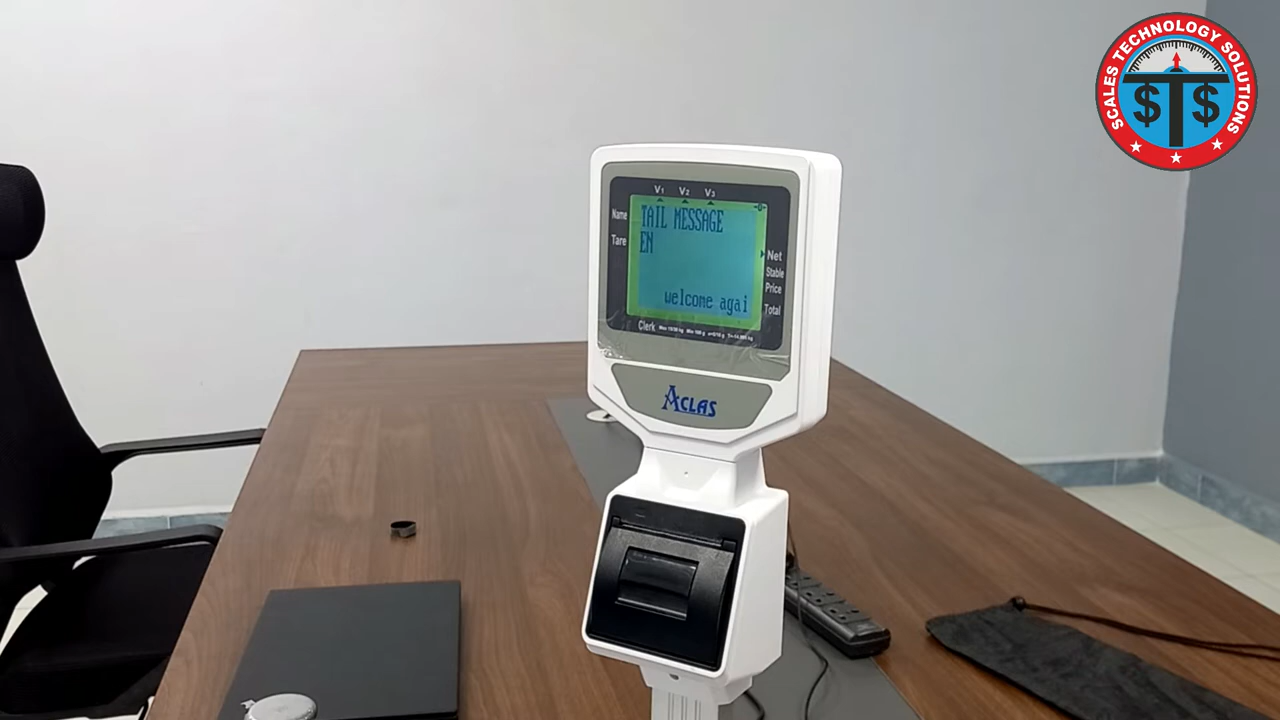 SCALES TECHNOLOGY SOLUTIONS
$T$
V1 V2 V3
Name
TAIL MESSAGE
Tare
EN
Net
Stable
Price
welcome agai
Total
Clerk
ACLAS